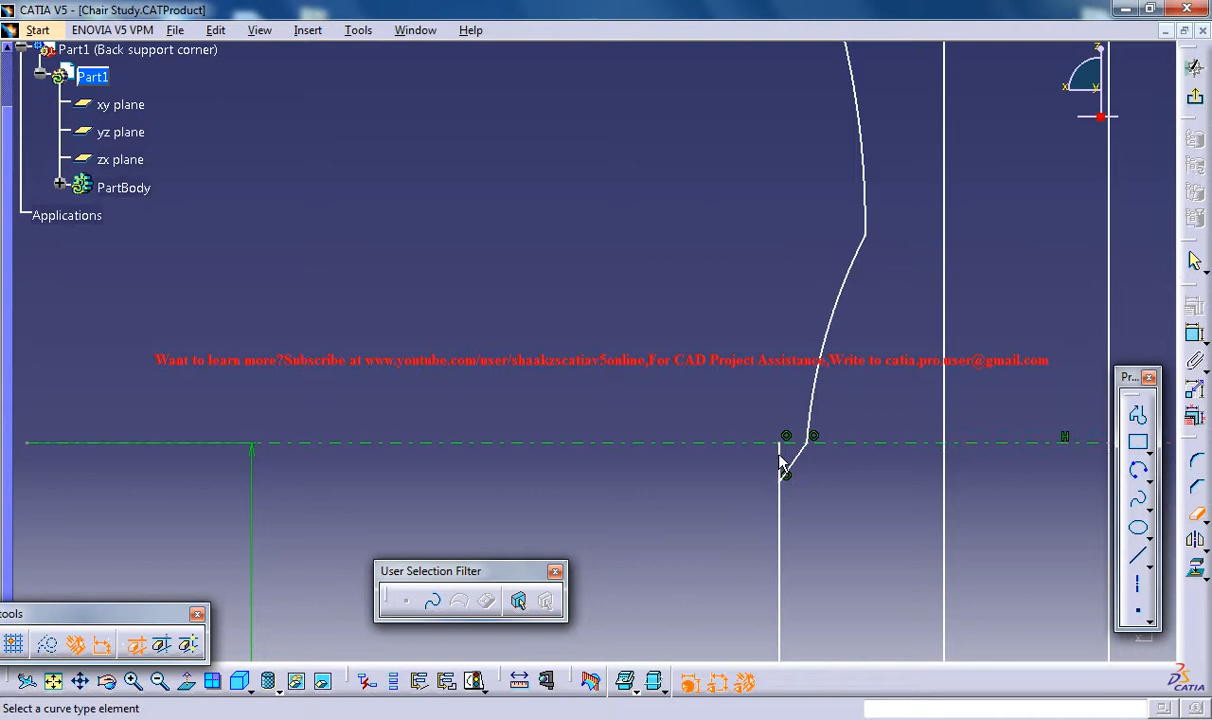 CATIA V5 - [Chair Study.CATProduct]
Start ENOVIA V5 VPM File Edit View Insert Tools Window Help
Part1 (Back support corner)
Part1
xy plane
yz plane
zx plane
PartBody
Applications
z
x
y
Want to learn more?Subscribe at www.youtube.com/user/shaakzscatiav5online,For CAD Project Assistance,Write to catia.pro.user@gmail.com
Pr...
H
User Selection Filter
tools
CATIA
Select a curve type element